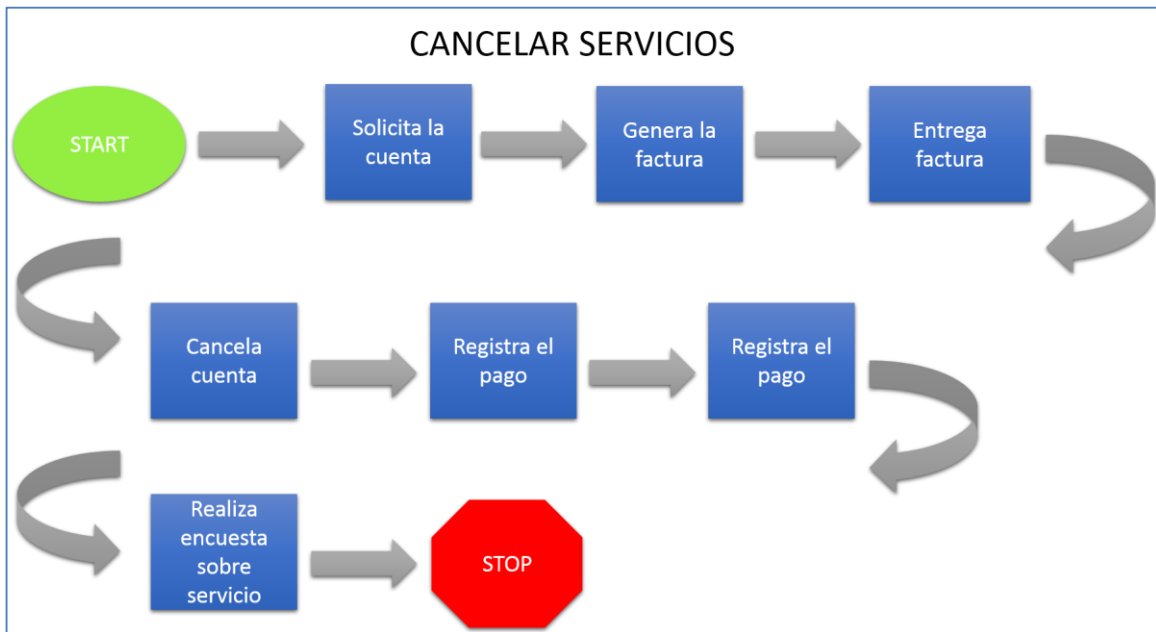 CANCELAR SERVICIOS
START
Solicita la
cuenta
Genera la
factura
Entrega
factura
Cancela
cuenta
Registra el
pago
Registra el
pago
Realiza
encuesta
sobre
servicio
STOP